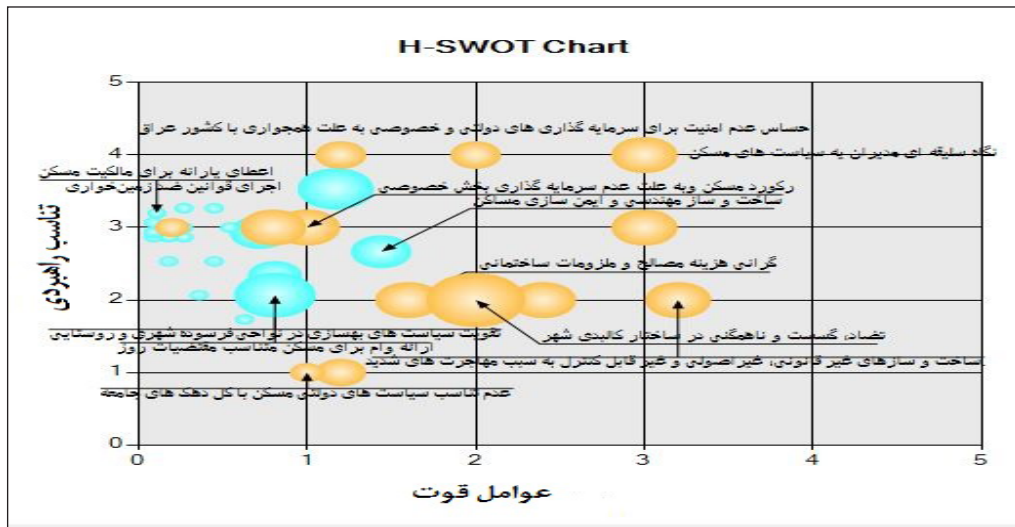 H-SWOT Chart
5
حساس عدم امنیت برای سرمایه گذاری های دولتی و خصوصی به علت همجواری با کشور عراق
4
نگاه سلیقه ای مدیران به سیاست های مسکن
اعطای یارانه برای مالکیت مسکن
اجرای قوانین ضدزمین‌خواری
رکورد مسکن وبه علت عدم سرمایه گذاری بخش خصوصی
ساخت و ساز مهندسی و ایمن سازی مساکن
3
تناسب راهبردی
گرانی هزینه مصالح و ملزومات ساختمانی
2
تقویت سیاست های بهسازی در نواحی فرسوده شهری و روستایی
تضاد، گسست و ناهمگنی در ساختار کالبدی شهر
ارائه وام برای مسکن متناسب مقتضیات روز
ساخت و سازهای غیر قانونی، غیر اصولی و غیر قابل کنترل به سبب مهاجرت های شدید
1
عدم تناسب سیاست های دولتی مسکن با کل دهک های جامعه
0
0 1 2 3 4 5
عوامل قوت